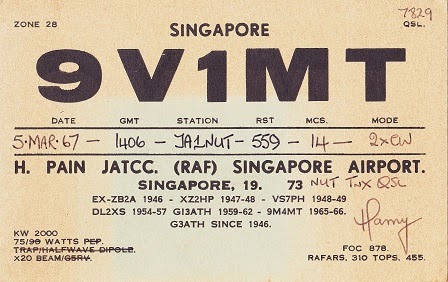 ZONE 28
SINGAPORE
7829
QSL.
9V1MT
DATE GMT STATION RST MCS. MODE
5·MAR·67 — 1406 — JA1NUT — 559 — 14 — 2xCW
H. PAIN JATCC. (RAF) SINGAPORE AIRPORT.
SINGAPORE, 19. 73 NUT TNX QSL
EX-ZB2A 1946 - XZ2HP 1947-48 - VS7PH 1948-49
DL2XS 1954-57 GI3ATH 1959-62 - 9M4MT 1965-66.
G3ATH SINCE 1946.
Harry
KW 2000
75/90 WATTS PEP.
TRAP/HALFWAVE DIPOLE.
X20 BEAM/G5RV.
FOC 878.
RAFARS, 310 TOPS, 455.